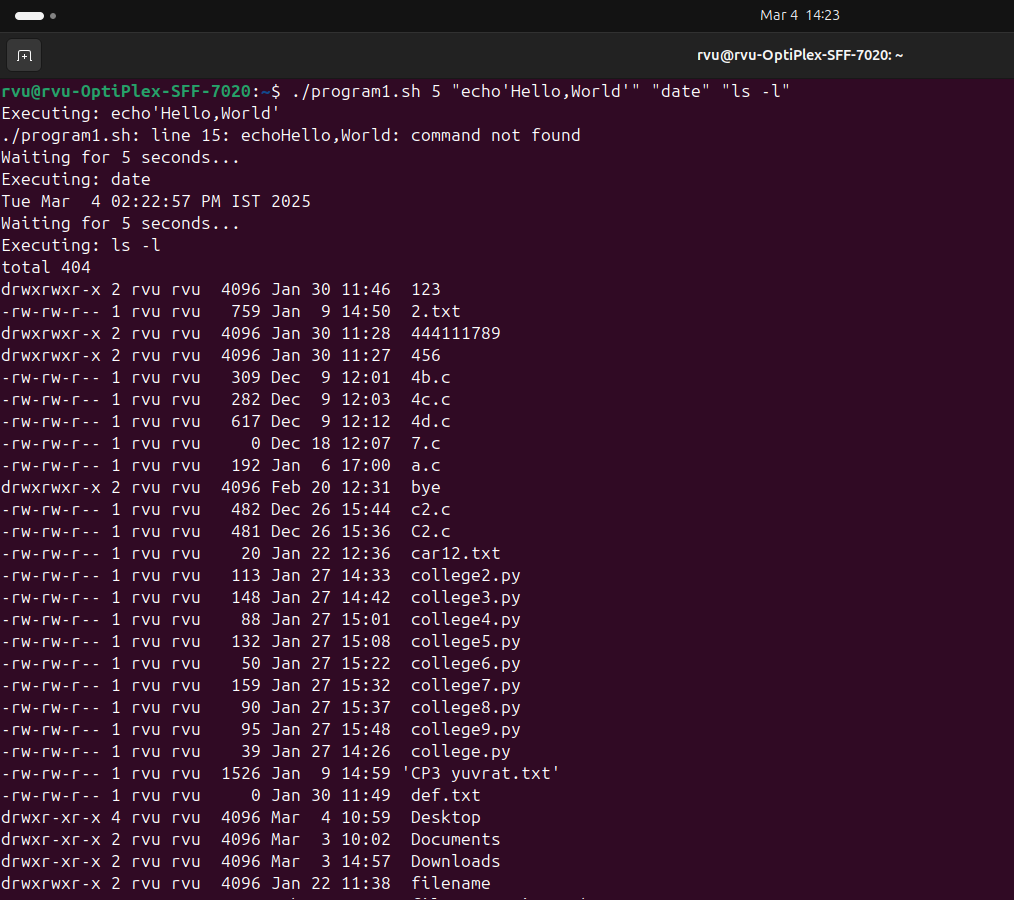 Mar 4 14:23
rvu@rvu-OptiPlex-SFF-7020: ~
rvu@rvu-OptiPlex-SFF-7020:~$ ./program1.sh 5 "echo'Hello,World'" "date" "ls -l"
Executing: echo'Hello,World'
./program1.sh: line 15: echoHello,World: command not found
Waiting for 5 seconds...
Executing: date
Tue Mar  4 02:22:57 PM IST 2025
Waiting for 5 seconds...
Executing: ls -l
total 404
drwxrwxr-x 2 rvu rvu  4096 Jan 30 11:46  123
-rw-rw-r-- 1 rvu rvu   759 Jan  9 14:50  2.txt
drwxrwxr-x 2 rvu rvu  4096 Jan 30 11:28  444111789
drwxrwxr-x 2 rvu rvu  4096 Jan 30 11:27  456
-rw-rw-r-- 1 rvu rvu   309 Dec  9 12:01  4b.c
-rw-rw-r-- 1 rvu rvu   282 Dec  9 12:03  4c.c
-rw-rw-r-- 1 rvu rvu   617 Dec  9 12:12  4d.c
-rw-rw-r-- 1 rvu rvu     0 Dec 18 12:07  7.c
-rw-rw-r-- 1 rvu rvu   192 Jan  6 17:00  a.c
drwxrwxr-x 2 rvu rvu  4096 Feb 20 12:31  bye
-rw-rw-r-- 1 rvu rvu   482 Dec 26 15:44  c2.c
-rw-rw-r-- 1 rvu rvu   481 Dec 26 15:36  C2.c
-rw-rw-r-- 1 rvu rvu    20 Jan 22 12:36  car12.txt
-rw-rw-r-- 1 rvu rvu   113 Jan 27 14:33  college2.py
-rw-rw-r-- 1 rvu rvu   148 Jan 27 14:42  college3.py
-rw-rw-r-- 1 rvu rvu    88 Jan 27 15:01  college4.py
-rw-rw-r-- 1 rvu rvu   132 Jan 27 15:08  college5.py
-rw-rw-r-- 1 rvu rvu    50 Jan 27 15:22  college6.py
-rw-rw-r-- 1 rvu rvu   159 Jan 27 15:32  college7.py
-rw-rw-r-- 1 rvu rvu    90 Jan 27 15:37  college8.py
-rw-rw-r-- 1 rvu rvu    95 Jan 27 15:48  college9.py
-rw-rw-r-- 1 rvu rvu    39 Jan 27 14:26  college.py
-rw-rw-r-- 1 rvu rvu  1526 Jan  9 14:59 'CP3 yuvrat.txt'
-rw-rw-r-- 1 rvu rvu     0 Jan 30 11:49  def.txt
drwxr-xr-x 4 rvu rvu  4096 Mar  4 10:59  Desktop
drwxr-xr-x 2 rvu rvu  4096 Mar  3 10:02  Documents
drwxr-xr-x 2 rvu rvu  4096 Mar  3 14:57  Downloads
drwxrwxr-x 2 rvu rvu  4096 Jan 22 11:38  filename